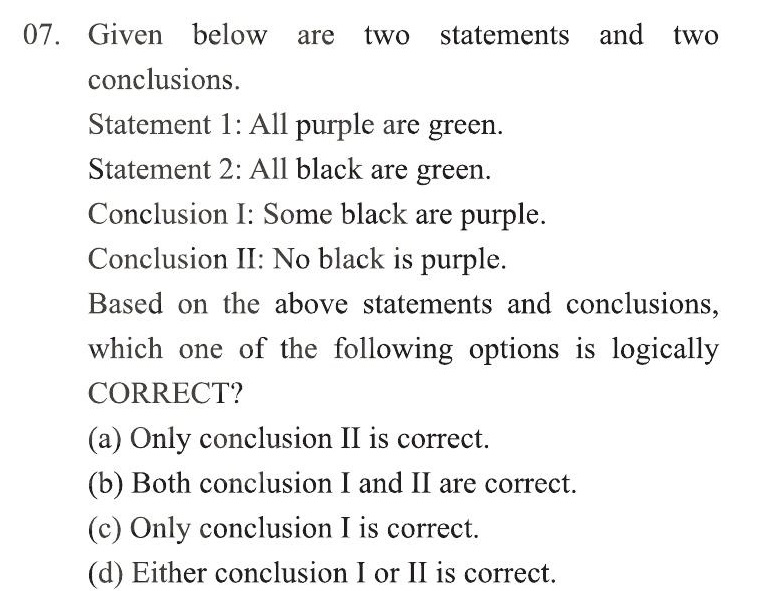 07. Given below are two statements and two
conclusions.
Statement 1: All purple are green.
Statement 2: All black are green.
Conclusion I: Some black are purple.
Conclusion II: No black is purple.
Based on the above statements and conclusions,
which one of the following options is logically
CORRECT?
(a) Only conclusion II is correct.
(b) Both conclusion I and II are correct.
(c) Only conclusion I is correct.
(d) Either conclusion I or II is correct.